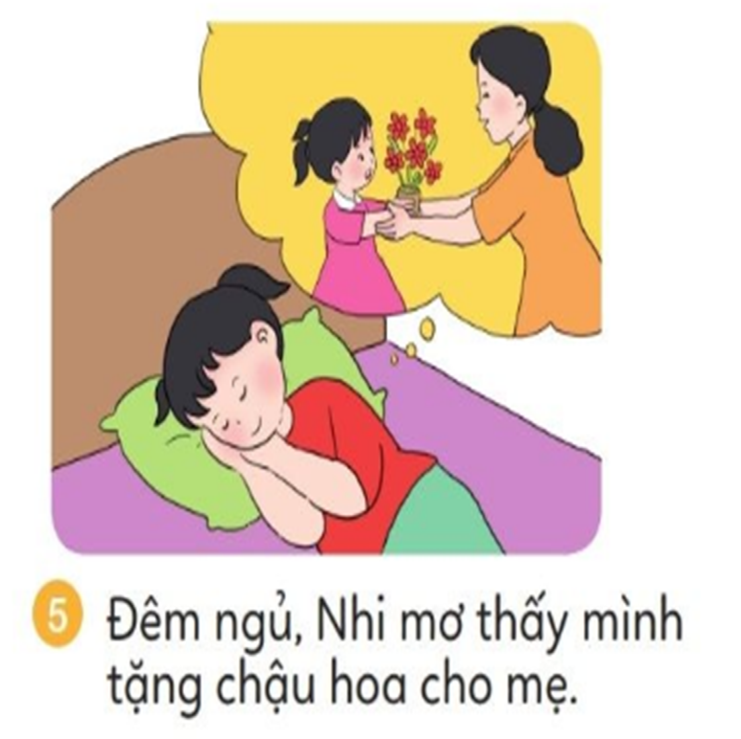 5 Đêm ngủ, Nhi mơ thấy mình
tặng chậu hoa cho mẹ.